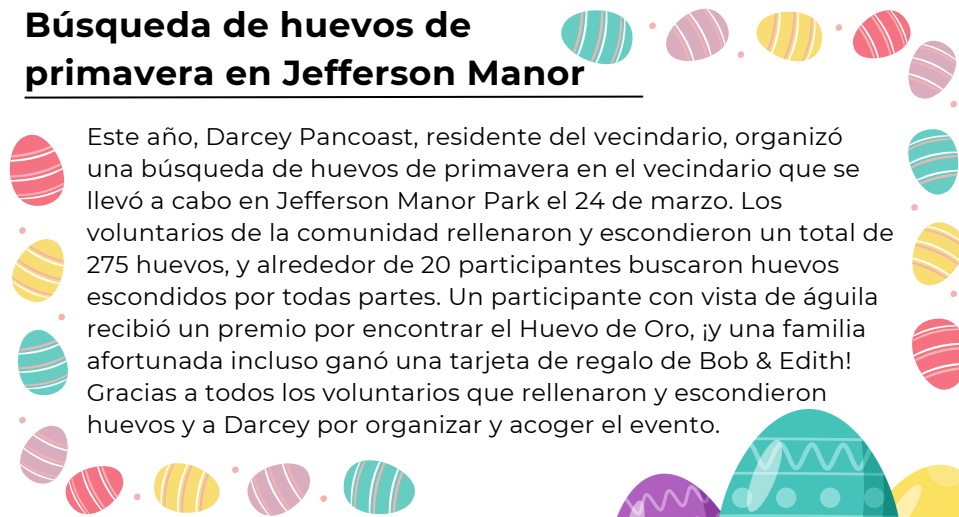 Búsqueda de huevos de
primavera en Jefferson Manor
Este año, Darcey Pancoast, residente del vecindario, organizó
una búsqueda de huevos de primavera en el vecindario que se
llevó a cabo en Jefferson Manor Park el 24 de marzo. Los
voluntarios de la comunidad rellenaron y escondieron un total de
275 huevos, y alrededor de 20 participantes buscaron huevos
escondidos por todas partes. Un participante con vista de águila
recibió un premio por encontrar el Huevo de Oro, ¡y una familia
afortunada incluso ganó una tarjeta de regalo de Bob & Edith!
Gracias a todos los voluntarios que rellenaron y escondieron
huevos y a Darcey por organizar y acoger el evento.